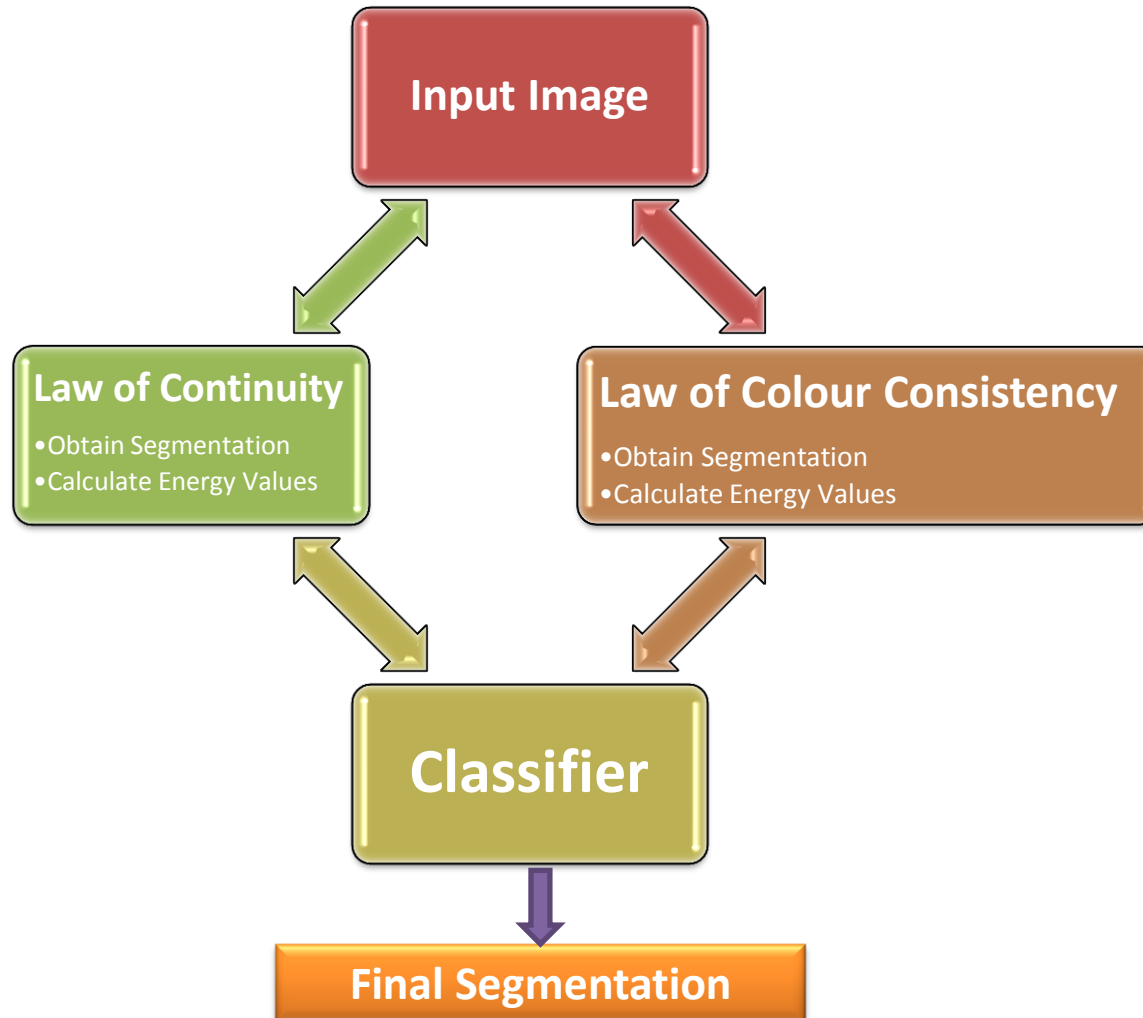 Input Image
Law of Continuity
•Obtain Segmentation
•Calculate Energy Values
Law of Colour Consistency
•Obtain Segmentation
•Calculate Energy Values
Classifier
Final Segmentation